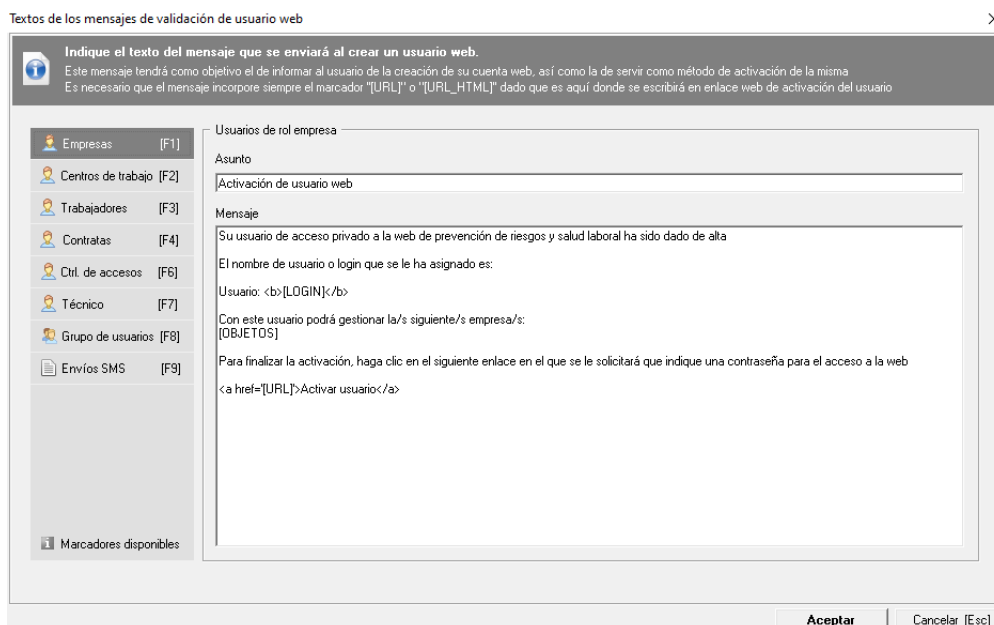 Textos de los mensajes de validación de usuario web
Indique el texto del mensaje que se enviará al crear un usuario web.
Este mensaje tendrá como objetivo el de informar al usuario de la creación de su cuenta web, así como la de servir como método de activación de la misma
Es necesario que el mensaje incorpore siempre el marcador "[URL]" o "[URL_HTML]" dado que es aquí donde se escribirá en enlace web de activación del usuario
Empresas [F1]
Centros de trabajo [F2]
Trabajadores [F3]
Contratas [F4]
Ctrl. de accesos [F6]
Técnico [F7]
Grupo de usuarios [F8]
Envíos SMS [F9]
Marcadores disponibles
Usuarios de rol empresa
Asunto
Activación de usuario web
Mensaje
Su usuario de acceso privado a la web de prevención de riesgos y salud laboral ha sido dado de alta
El nombre de usuario o login que se le ha asignado es:
Usuario: <b>[LOGIN]</b>
Con este usuario podrá gestionar la/s siguiente/s empresa/s:
[OBJETOS]
Para finalizar la activación, haga clic en el siguiente enlace en el que se le solicitará que indique una contraseña para el acceso a la web
<a href='[URL]'>Activar usuario</a>
Aceptar
Cancelar [Esc]